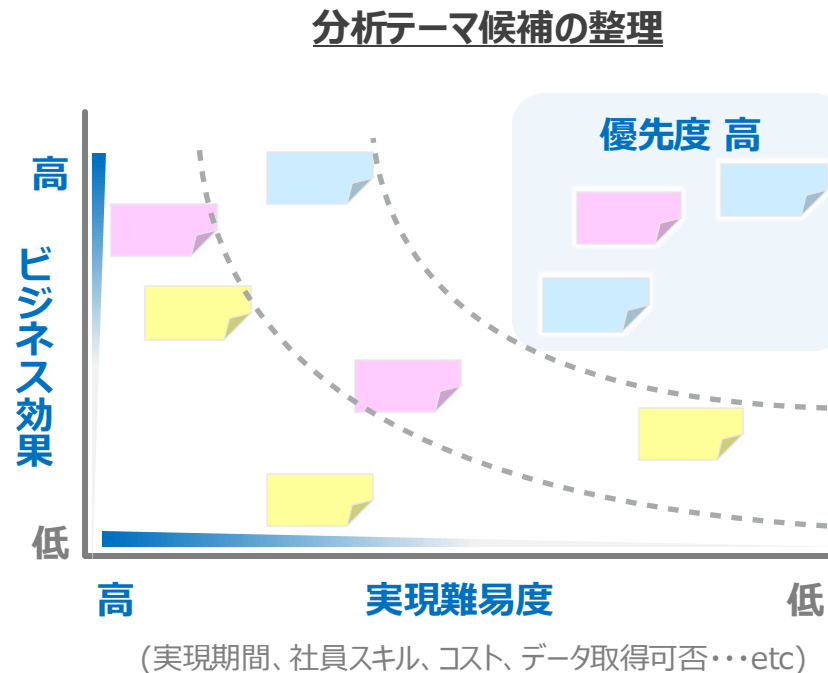 分析テーマ候補の整理
優先度 高
高
ビジネス効果
低
高
実現難易度
低
(実現期間、社員スキル、コスト、データ取得可否・・・etc)